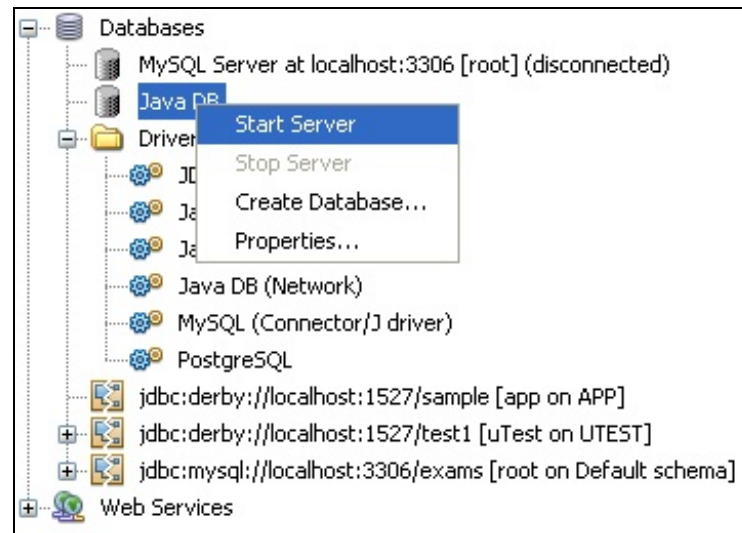 Databases
MySQL Server at localhost:3306 [root] (disconnected)
Java DB
Start Server
Driver
Stop Server
Create Database...
Properties...
Java DB (Network)
MySQL (Connector/J driver)
PostgreSQL
jdbc:derby://localhost:1527/sample [app on APP]
jdbc:derby://localhost:1527/test1 [uTest on UTEST]
jdbc:mysql://localhost:3306/exams [root on Default schema]
Web Services